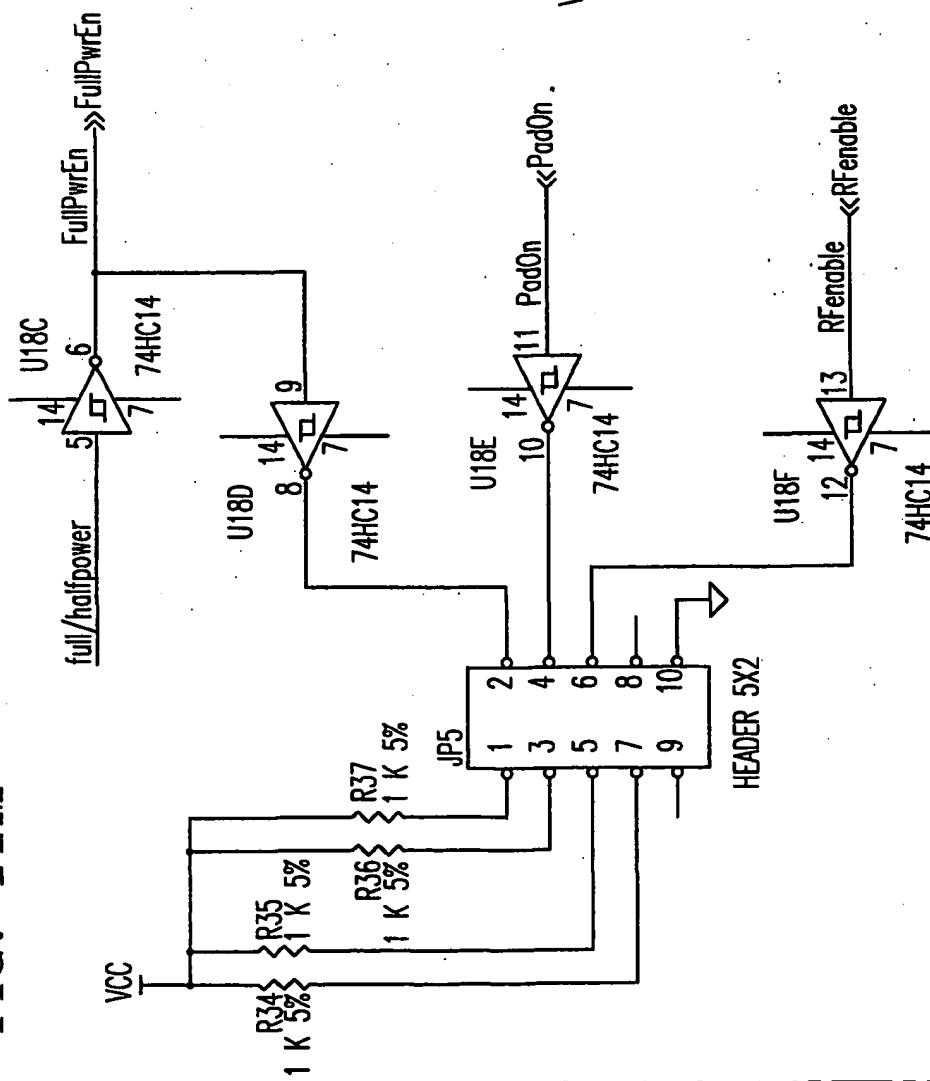 full/halfpower
5
14
U18C
6
7
74HC14
FullPwrEn
FullPwrEn
U18D
8
14
9
7
74HC14
U18E
10
14
11
7
74HC14
PadOn
PadOn
U18F
12
14
13
7
74HC14
RFenable
RFenable
VCC
R34
1 K 5%
R35
1 K 5%
R36
1 K 5%
R37
1 K 5%
JP5
1 2
3 4
5 6
7 8
9 10
HEADER 5X2